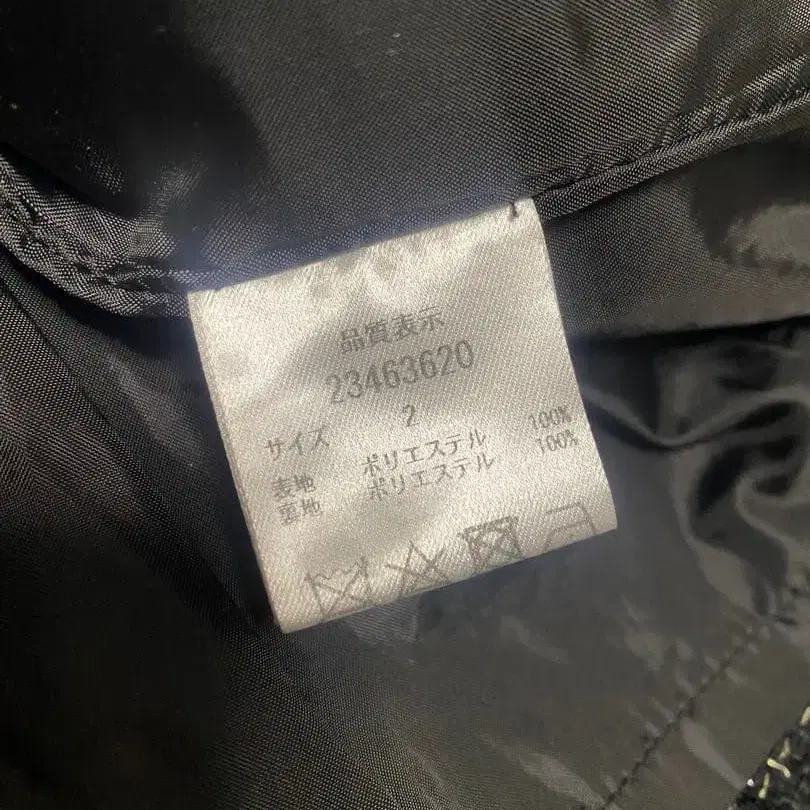 品質表示
23463620
サイズ 2
表地 ポリエステル 100%
裏地 ポリエステル 100%